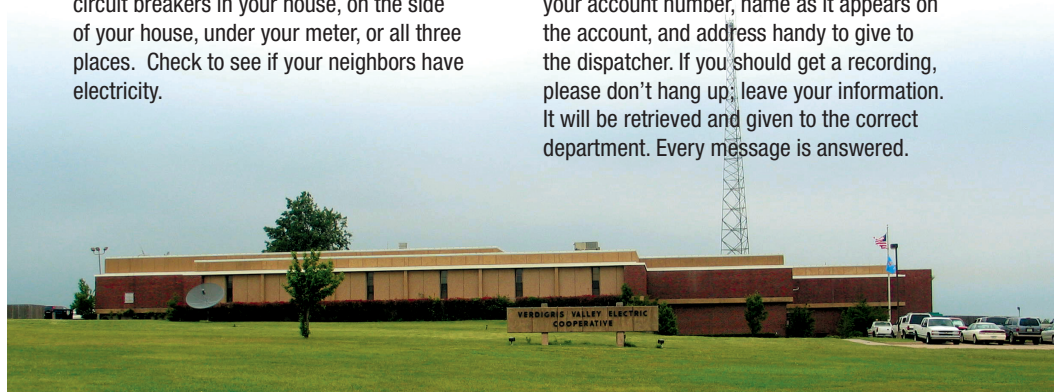 circuit breakers in your house, on the side
of your house, under your meter, or all three
places.  Check to see if your neighbors have
electricity.
your account number, name as it appears on
the account, and address handy to give to
the dispatcher. If you should get a recording,
please don't hang up; leave your information.
It will be retrieved and given to the correct
department. Every message is answered.
VERDIGRIS VALLEY ELECTRIC
COOPERATIVE